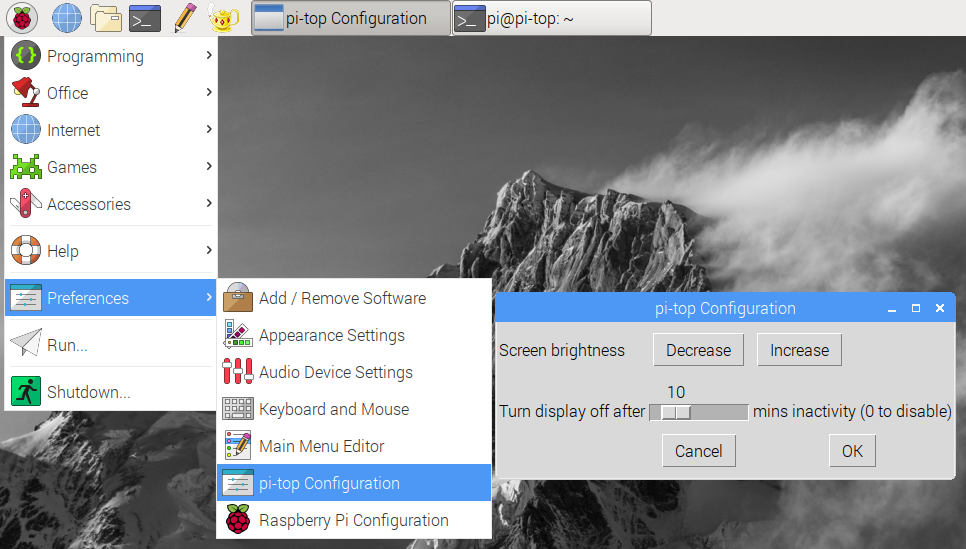 pi-top Configuration
pi@pi-top: ~
Programming
Office
Internet
Games
Accessories
Help
Preferences
Run...
Shutdown...
Add / Remove Software
Appearance Settings
Audio Device Settings
Keyboard and Mouse
Main Menu Editor
pi-top Configuration
Raspberry Pi Configuration
pi-top Configuration
Screen brightness Decrease Increase
10
Turn display off after mins inactivity (0 to disable)
Cancel OK